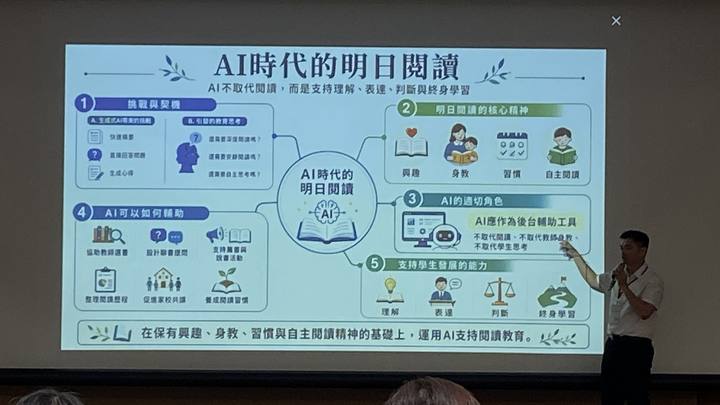 AI時代的明日閱讀
AI不取代閱讀，而是支持理解、表達、判斷與終身學習
1 挑戰與契機
A. 生成式AI帶來的挑戰
快速摘要
直接回答問題
生成心得
B. 引發的教育思考
還需要深度閱讀嗎？
還需要安靜閱讀嗎？
還需要自主思考嗎？
2 明日閱讀的核心精神
興趣
身教
習慣
自主閱讀
AI時代的
明日閱讀
AI
3 AI的適切角色
AI應作為後台輔助工具
不取代閱讀、不取代教師身教、
不取代學生思考
4 AI可以如何輔助
協助教師選書
設計聊書提問
支持薦書與
說書活動
整理閱讀歷程
促進家校共讀
養成閱讀習慣
5 支持學生發展的能力
理解
表達
判斷
終身學習
在保有興趣、身教、習慣與自主閱讀精神的基礎上，運用AI支持閱讀教育。